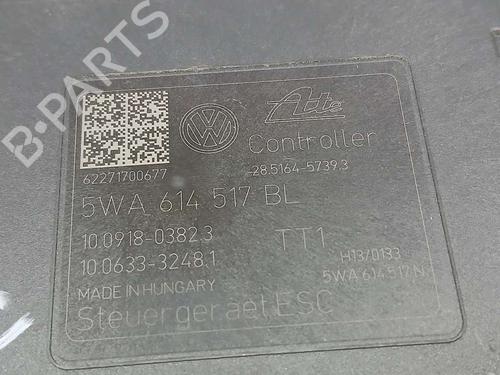 B-PARTS
VW Ate
Controller
62271700677
28.5164-5739.3
5WA 614 517 BL
10.0918-0382.3
TT1
10.0633-3248.1
H13/0133
5WA 614 517 N
MADE IN HUNGARY
Steuergeraet ESC